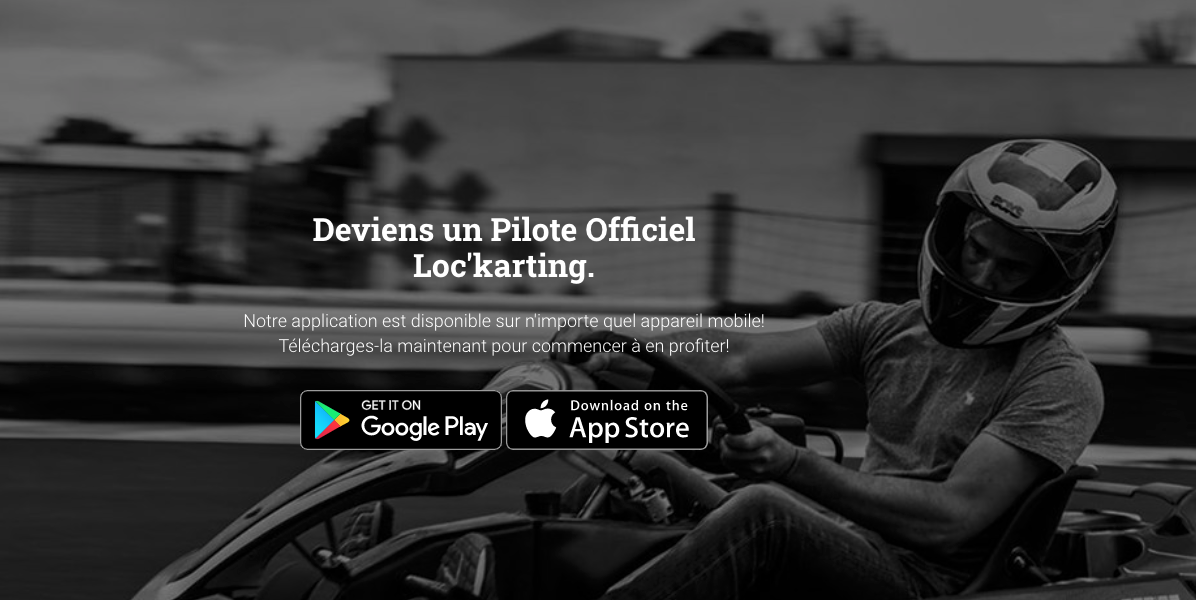 Deviens un Pilote Officiel
Loc'karting.
Notre application est disponible sur n'importe quel appareil mobile!
Télécharges-la maintenant pour commencer à en profiter!
GET IT ON
Google Play
Download on the
App Store